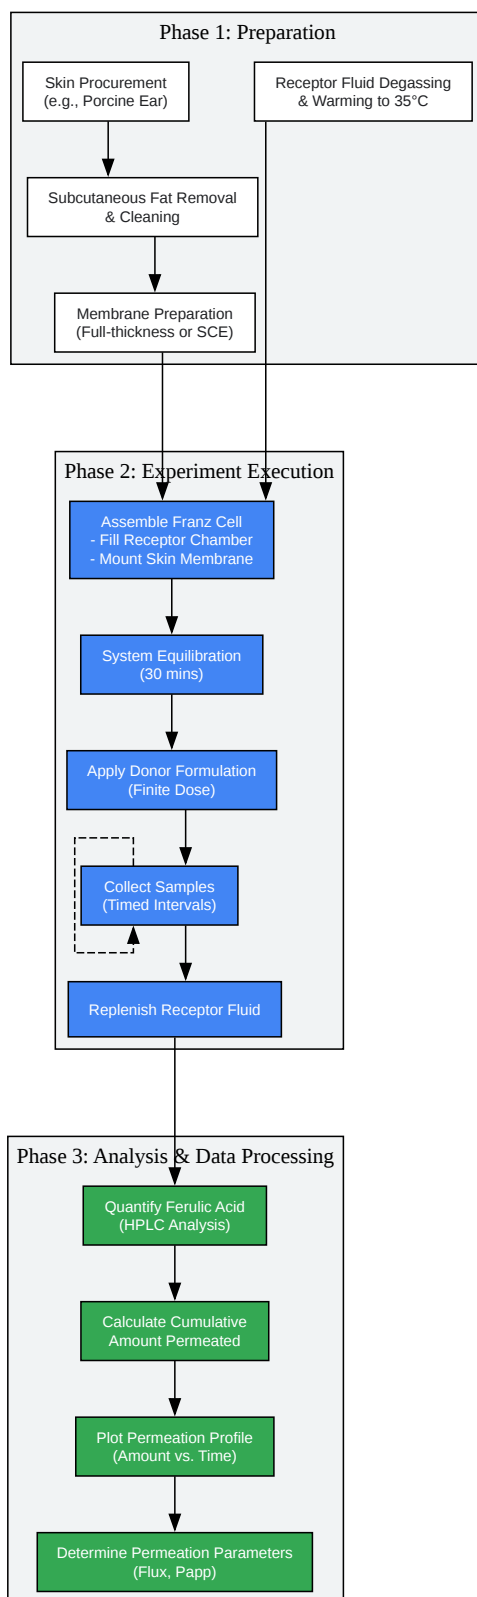 Phase 1: Preparation
Skin Procurement
(e.g., Porcine Ear)
Receptor Fluid Degassing
& Warming to 35°C
Subcutaneous Fat Removal
& Cleaning
Membrane Preparation
(Full-thickness or SCE)
Phase 2: Experiment Execution
Assemble Franz Cell
- Fill Receptor Chamber
- Mount Skin Membrane
System Equilibration
(30 mins)
Apply Donor Formulation
(Finite Dose)
Collect Samples
(Timed Intervals)
Replenish Receptor Fluid
Phase 3: Analysis & Data Processing
Quantify Ferulic Acid
(HPLC Analysis)
Calculate Cumulative
Amount Permeated
Plot Permeation Profile
(Amount vs. Time)
Determine Permeation Parameters
(Flux, Papp)